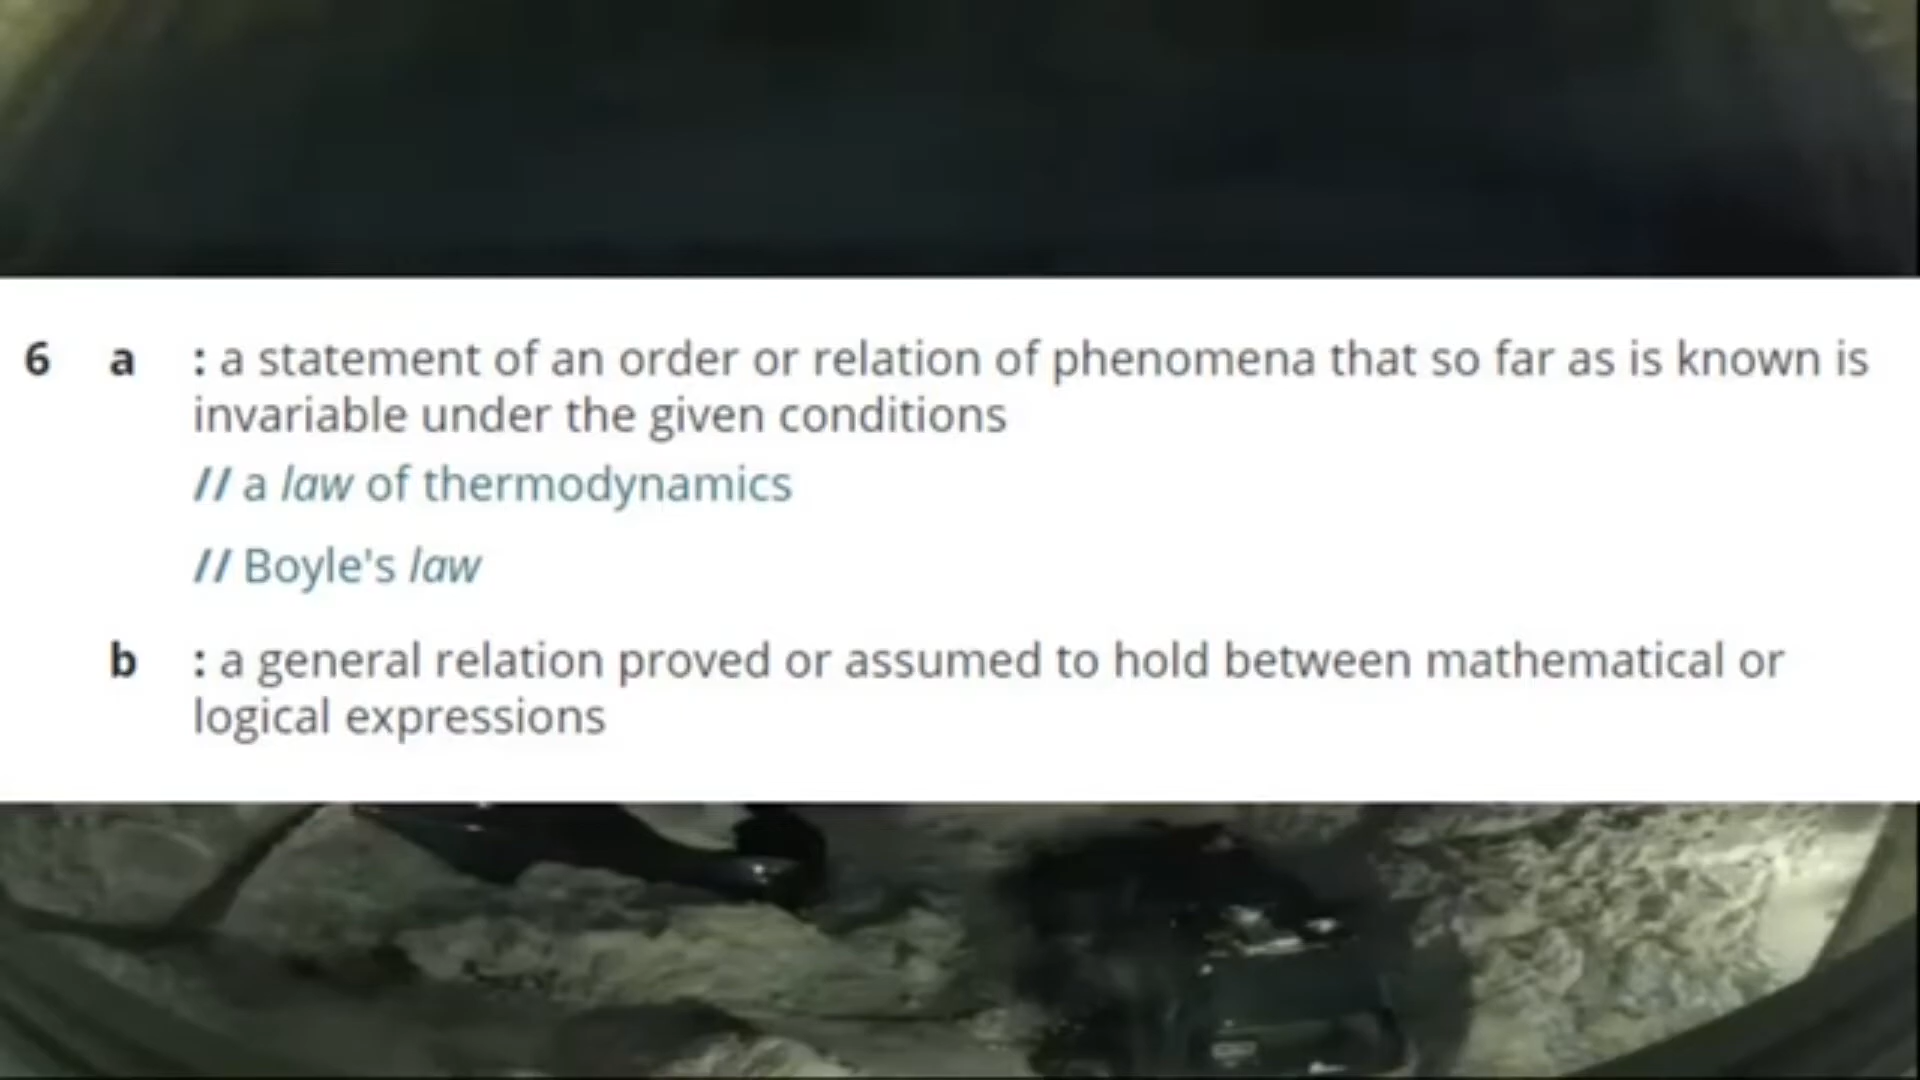 6 a : a statement of an order or relation of phenomena that so far as is known is
invariable under the given conditions
// a law of thermodynamics
// Boyle's law
b : a general relation proved or assumed to hold between mathematical or
logical expressions